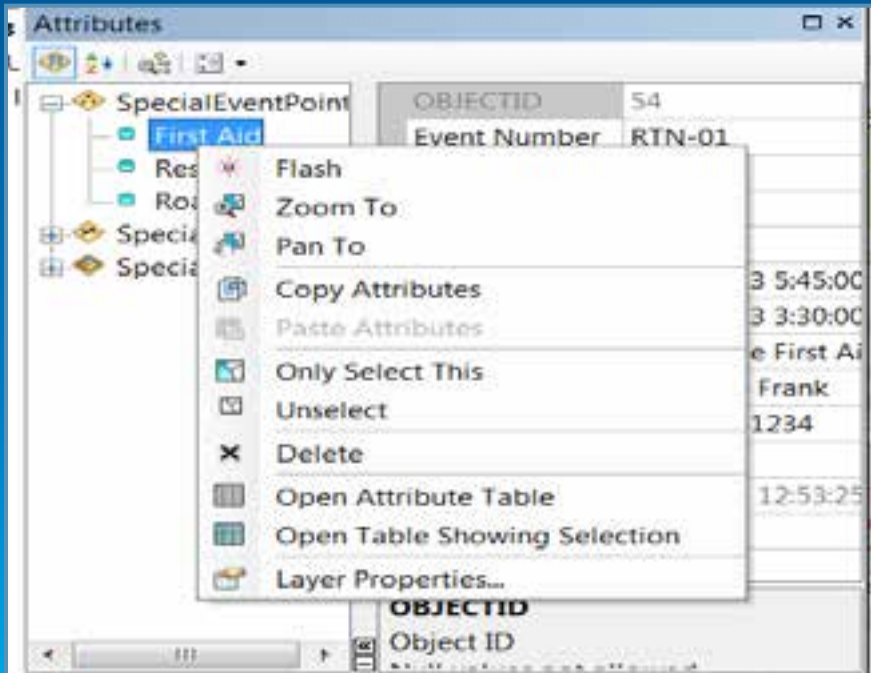 Attributes
SpecialEventPoint
OBJECTID 54
First Aid
Event Number RTN-01
Res
Flash
Roa
Zoom To
Specia
Pan To
Specia
3 5:45:00
Copy Attributes
3 3:30:00
Paste Attributes
e First Ai
Only Select This
Frank
Unselect
1234
Delete
Open Attribute Table
12:53:25
Open Table Showing Selection
Layer Properties...
OBJECTID
Object ID